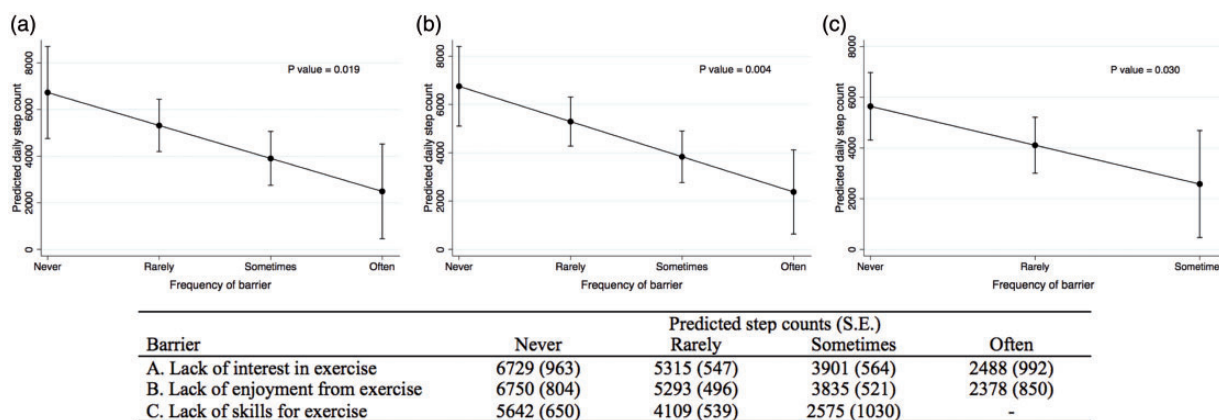 (a)
8000
6000
4000
2000
0
Predicted daily step count
P value = 0.019
Never Rarely Sometimes Often
Frequency of barrier
(b)
8000
6000
4000
2000
0
Predicted daily step count
P value = 0.004
Never Rarely Sometimes Often
Frequency of barrier
(c)
8000
6000
4000
2000
0
Predicted daily step count
P value = 0.030
Never Rarely Sometimes
Frequency of barrier
Predicted step counts (S.E.)
Barrier Never Rarely Sometimes Often
A. Lack of interest in exercise 6729 (963) 5315 (547) 3901 (564) 2488 (992)
B. Lack of enjoyment from exercise 6750 (804) 5293 (496) 3835 (521) 2378 (850)
C. Lack of skills for exercise 5642 (650) 4109 (539) 2575 (1030) -